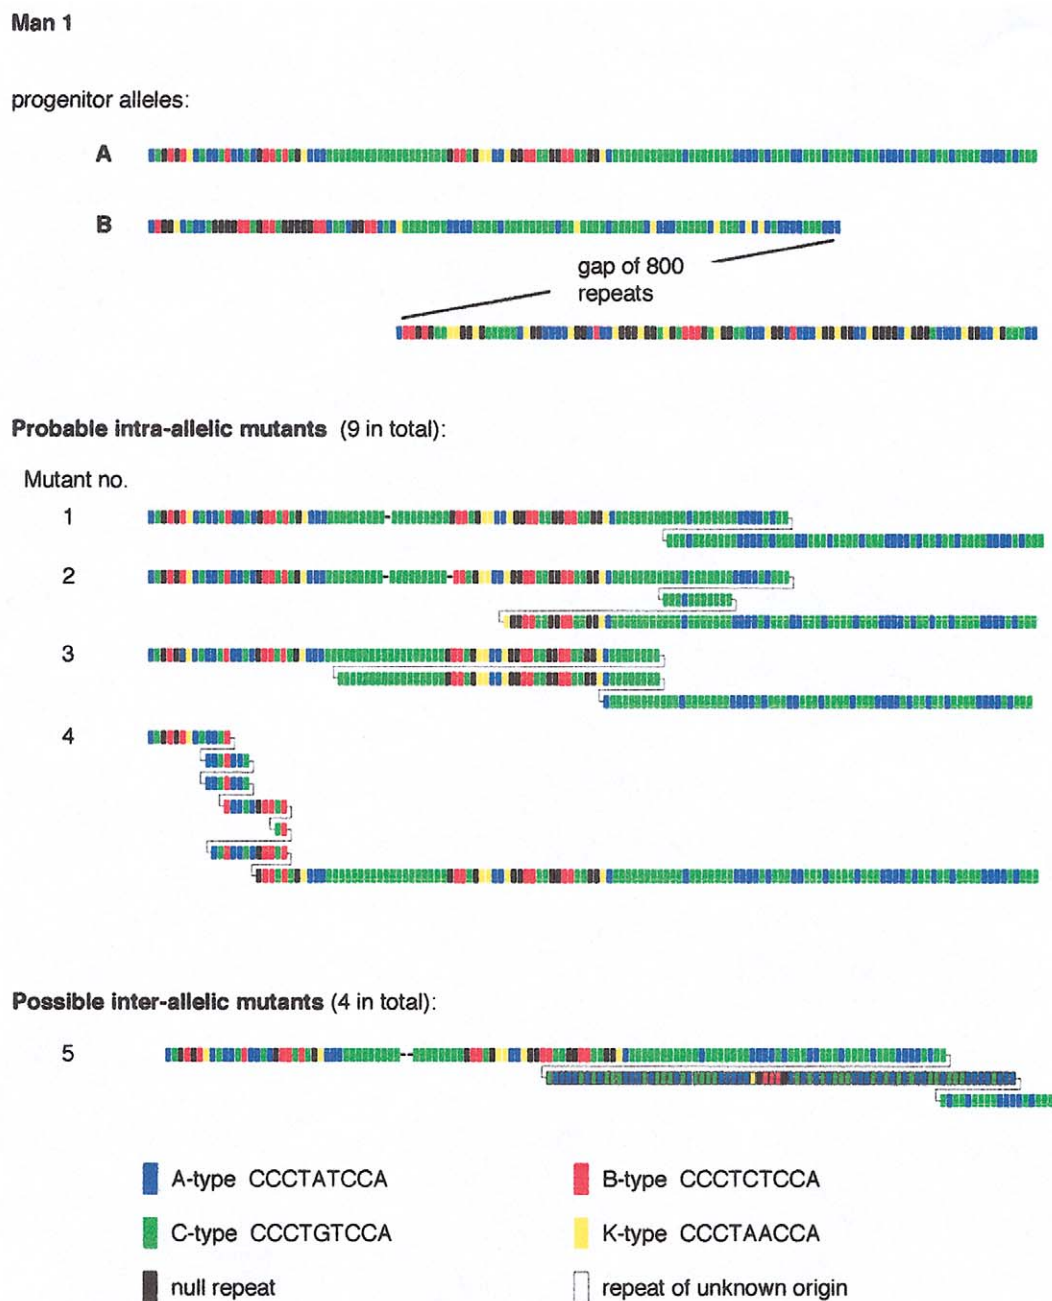 Man 1
progenitor alleles:
A
B
gap of 800
repeats
Probable intra-allelic mutants (9 in total):
Mutant no.
1
2
3
4
Possible inter-allelic mutants (4 in total):
5
A-type CCCTATCCA
B-type CCCTCTCCA
C-type CCCTGTCCA
K-type CCCTAACCA
null repeat
repeat of unknown origin